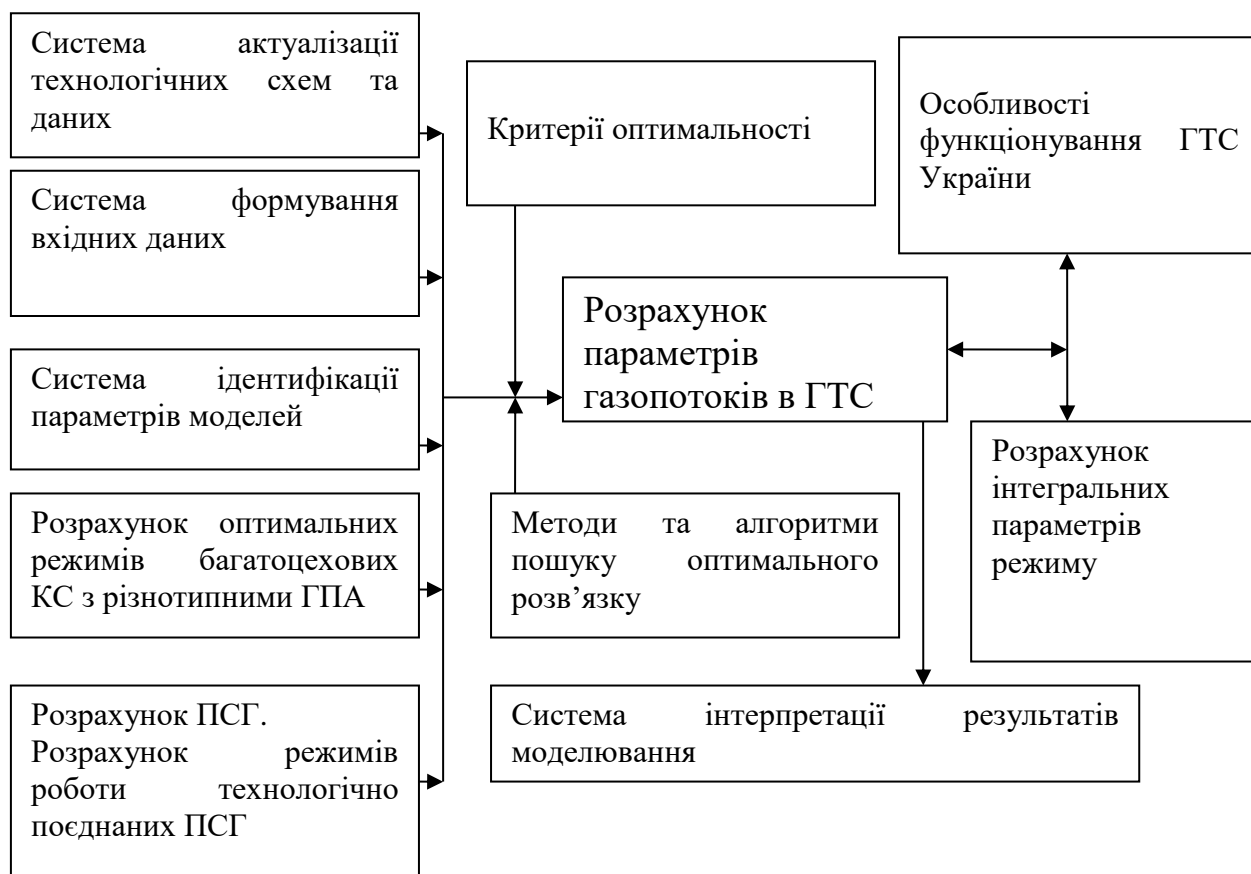 Система актуалізації
технологічних схем та
даних
Система формування
вхідних даних
Система ідентифікації
параметрів моделей
Розрахунок оптимальних
режимів багатоцехових
КС з різнотипними ГПА
Розрахунок ПСГ.
Розрахунок режимів
роботи технологічно
поєднаних ПСГ
Критерії оптимальності
Розрахунок
параметрів
газопотоків в ГТС
Методи та алгоритми
пошуку оптимального
розв’язку
Система інтерпретації результатів
моделювання
Особливості
функціонування ГТС
України
Розрахунок
інтегральних
параметрів
режиму